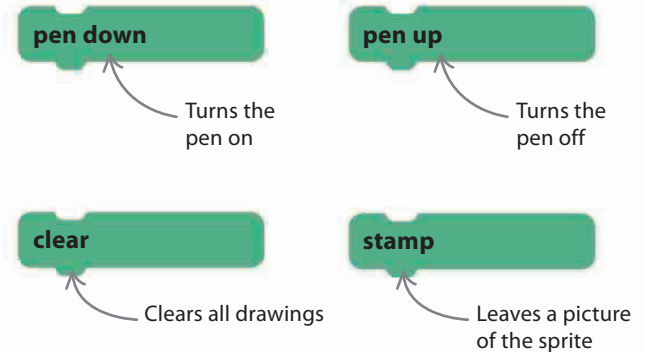 pen down
pen up
Turns the
pen on
Turns the
pen off
clear
stamp
Clears all drawings
Leaves a picture
of the sprite